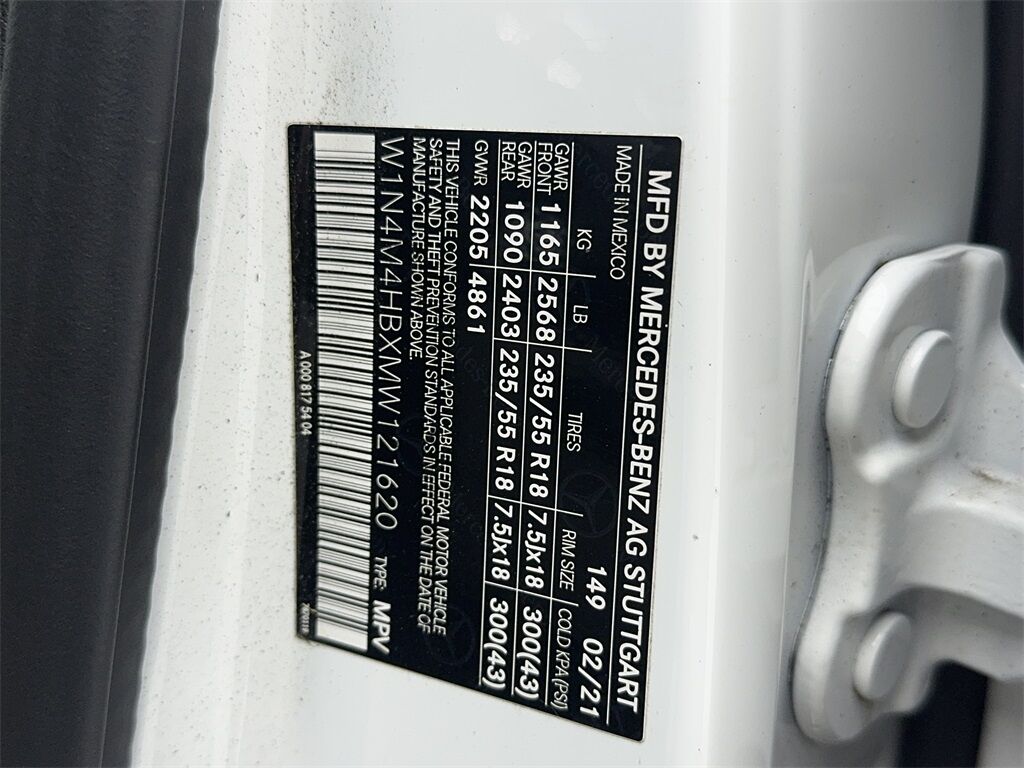 MFD BY MERCEDES-BENZ AG STUTTGART
MADE IN MEXICO 149 02/21
KG LB TIRES RIM SIZE COLD KPA(PSI)
GAWR FRONT 1165 2568 235/55 R18 7.5Jx18 300(43)
GAWR REAR 1090 2403 235/55 R18 7.5Jx18 300(43)
GVWR 2205 4861
THIS VEHICLE CONFORMS TO ALL APPLICABLE FEDERAL MOTOR VEHICLE
SAFETY AND THEFT PREVENTION STANDARDS IN EFFECT ON THE DATE OF
MANUFACTURE SHOWN ABOVE.
W1N4M4HBXMW121620 TYPE: MPV
A 000 817 54 04